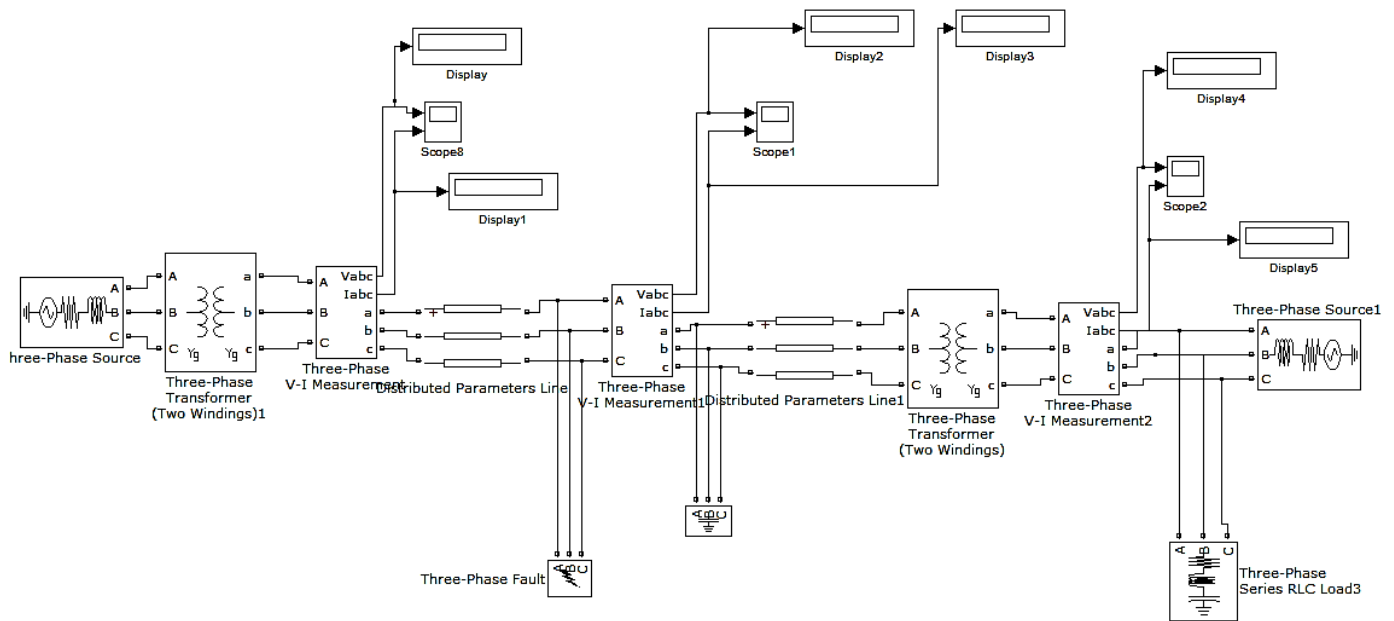 Display
Display2
Display3
Display4
Scope8
Scope1
Display1
Scope2
Display5
A
B
C
hree-Phase Source
A
B
C
a
b
c
Yg Yg
Three-Phase
Transformer
(Two Windings)1
A
B
C
Vabc
Iabc
a
b
c
Three-Phase
V-I Measurement
Distributed Parameters Line
A
B
C
Vabc
Iabc
a
b
c
Three-Phase
V-I Measurement1
Distributed Parameters Line1
A
B
C
a
b
c
Yg Yg
Three-Phase
Transformer
(Two Windings)
A
B
C
Vabc
Iabc
a
b
c
Three-Phase
V-I Measurement2
Three-Phase Source1
A
B
C
A B C
A B C
Three-Phase Fault
A B C
Three-Phase
Series RLC Load3